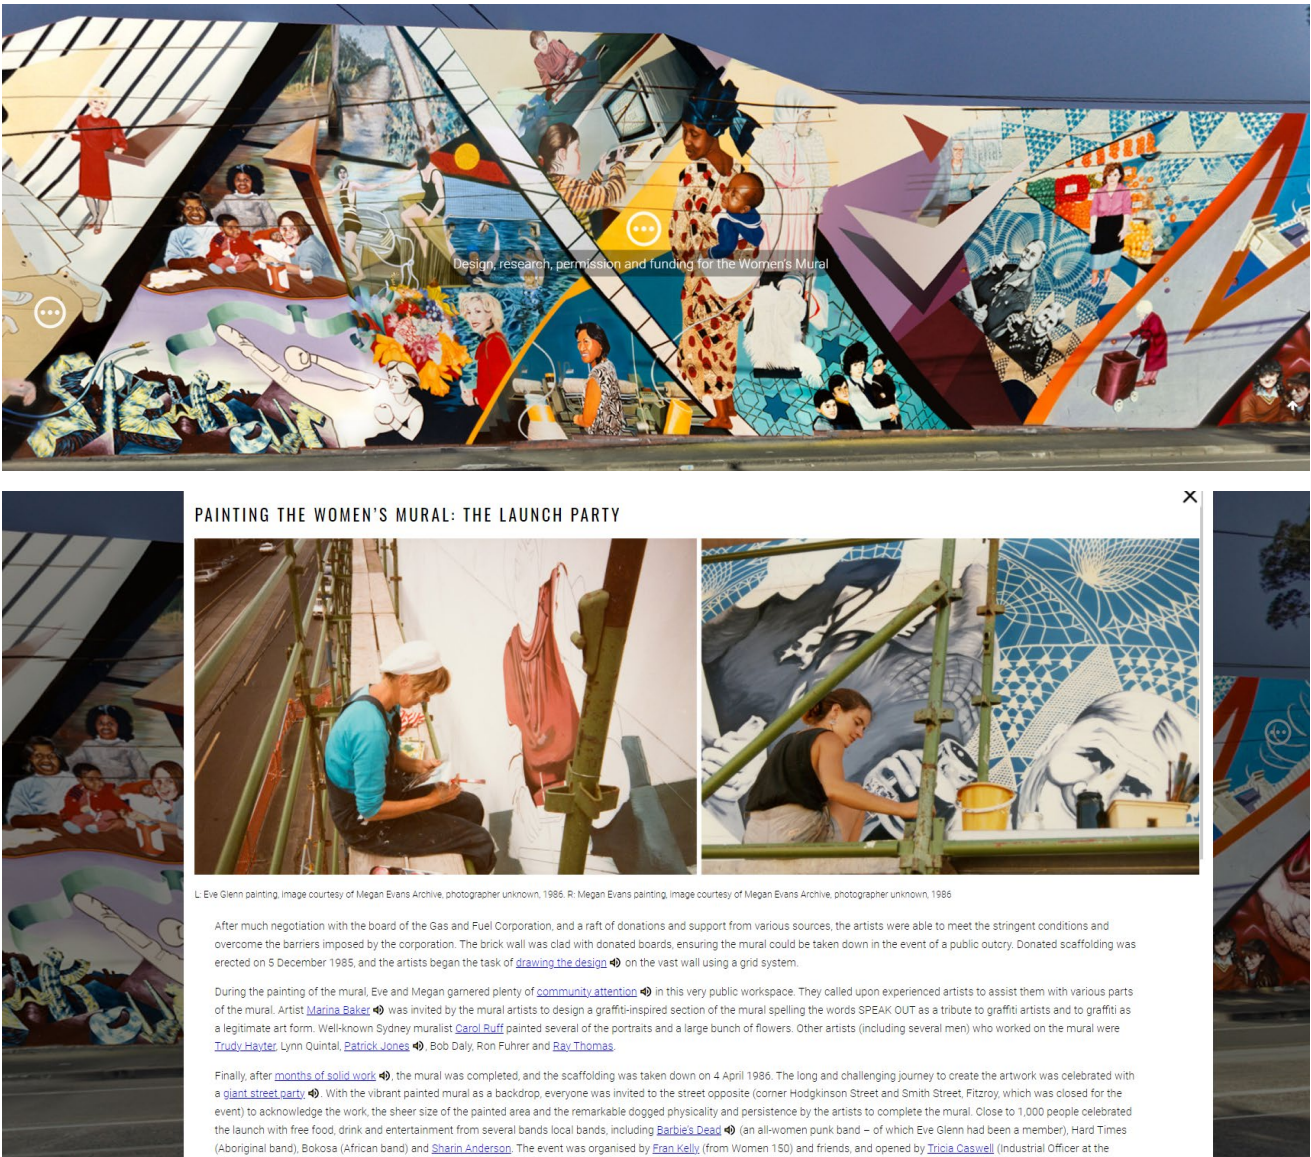 Design, research, permission and funding for the Women's Mural
SPEAK OUT
PAINTING THE WOMEN'S MURAL: THE LAUNCH PARTY
L: Eve Glenn painting, image courtesy of Megan Evans Archive, photographer unknown, 1986. R: Megan Evans painting, image courtesy of Megan Evans Archive, photographer unknown, 1986
After much negotiation with the board of the Gas and Fuel Corporation, and a raft of donations and support from various sources, the artists were able to meet the stringent conditions and
overcome the barriers imposed by the corporation. The brick wall was clad with donated boards, ensuring the mural could be taken down in the event of a public outcry. Donated scaffolding was
erected on 5 December 1985, and the artists began the task of drawing the design on the vast wall using a grid system.
During the painting of the mural, Eve and Megan garnered plenty of community attention in this very public workspace. They called upon experienced artists to assist them with various parts
of the mural. Artist Marina Baker was invited by the mural artists to design a graffiti-inspired section of the mural spelling the words SPEAK OUT as a tribute to graffiti artists and to graffiti as
a legitimate art form. Well-known Sydney muralist Carol Ruff painted several of the portraits and a large bunch of flowers. Other artists (including several men) who worked on the mural were
Trudy Hayter, Lynn Quintal, Patrick Jones, Bob Daly, Ron Fuhrer and Ray Thomas.
Finally, after months of solid work, the mural was completed, and the scaffolding was taken down on 4 April 1986. The long and challenging journey to create the artwork was celebrated with
a giant street party. With the vibrant painted mural as a backdrop, everyone was invited to the street opposite (corner Hodgkinson Street and Smith Street, Fitzroy, which was closed for the
event) to acknowledge the work, the sheer size of the painted area and the remarkable dogged physicality and persistence by the artists to complete the mural. Close to 1,000 people celebrated
the launch with free food, drink and entertainment from several bands local bands, including Barbie's Dead (an all-women punk band – of which Eve Glenn had been a member), Hard Times
(Aboriginal band), Bokosa (African band) and Sharin Anderson. The event was organised by Fran Kelly (from Women 150) and friends, and opened by Tricia Caswell (Industrial Officer at the